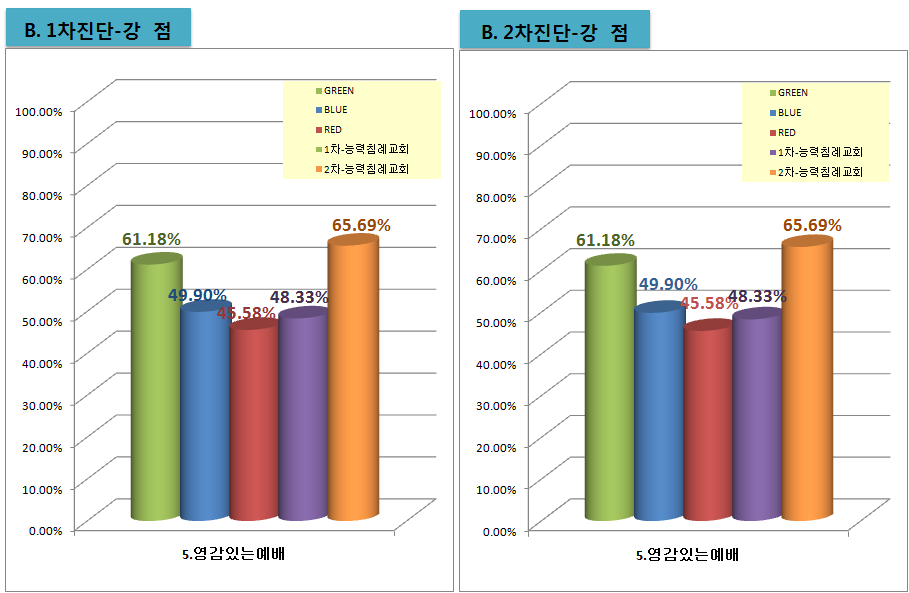 B. 1차진단-강 점
GREEN
BLUE
RED
1차-능력침례교회
2차-능력침례교회
100.00%
90.00%
80.00%
70.00%
60.00%
50.00%
40.00%
30.00%
20.00%
10.00%
0.00%
61.18%
49.90%
45.58%
48.33%
65.69%
5.영감있는예배
B. 2차진단-강 점
GREEN
BLUE
RED
1차-능력침례교회
2차-능력침례교회
100.00%
90.00%
80.00%
70.00%
60.00%
50.00%
40.00%
30.00%
20.00%
10.00%
0.00%
61.18%
49.90%
45.58%
48.33%
65.69%
5.영감있는예배